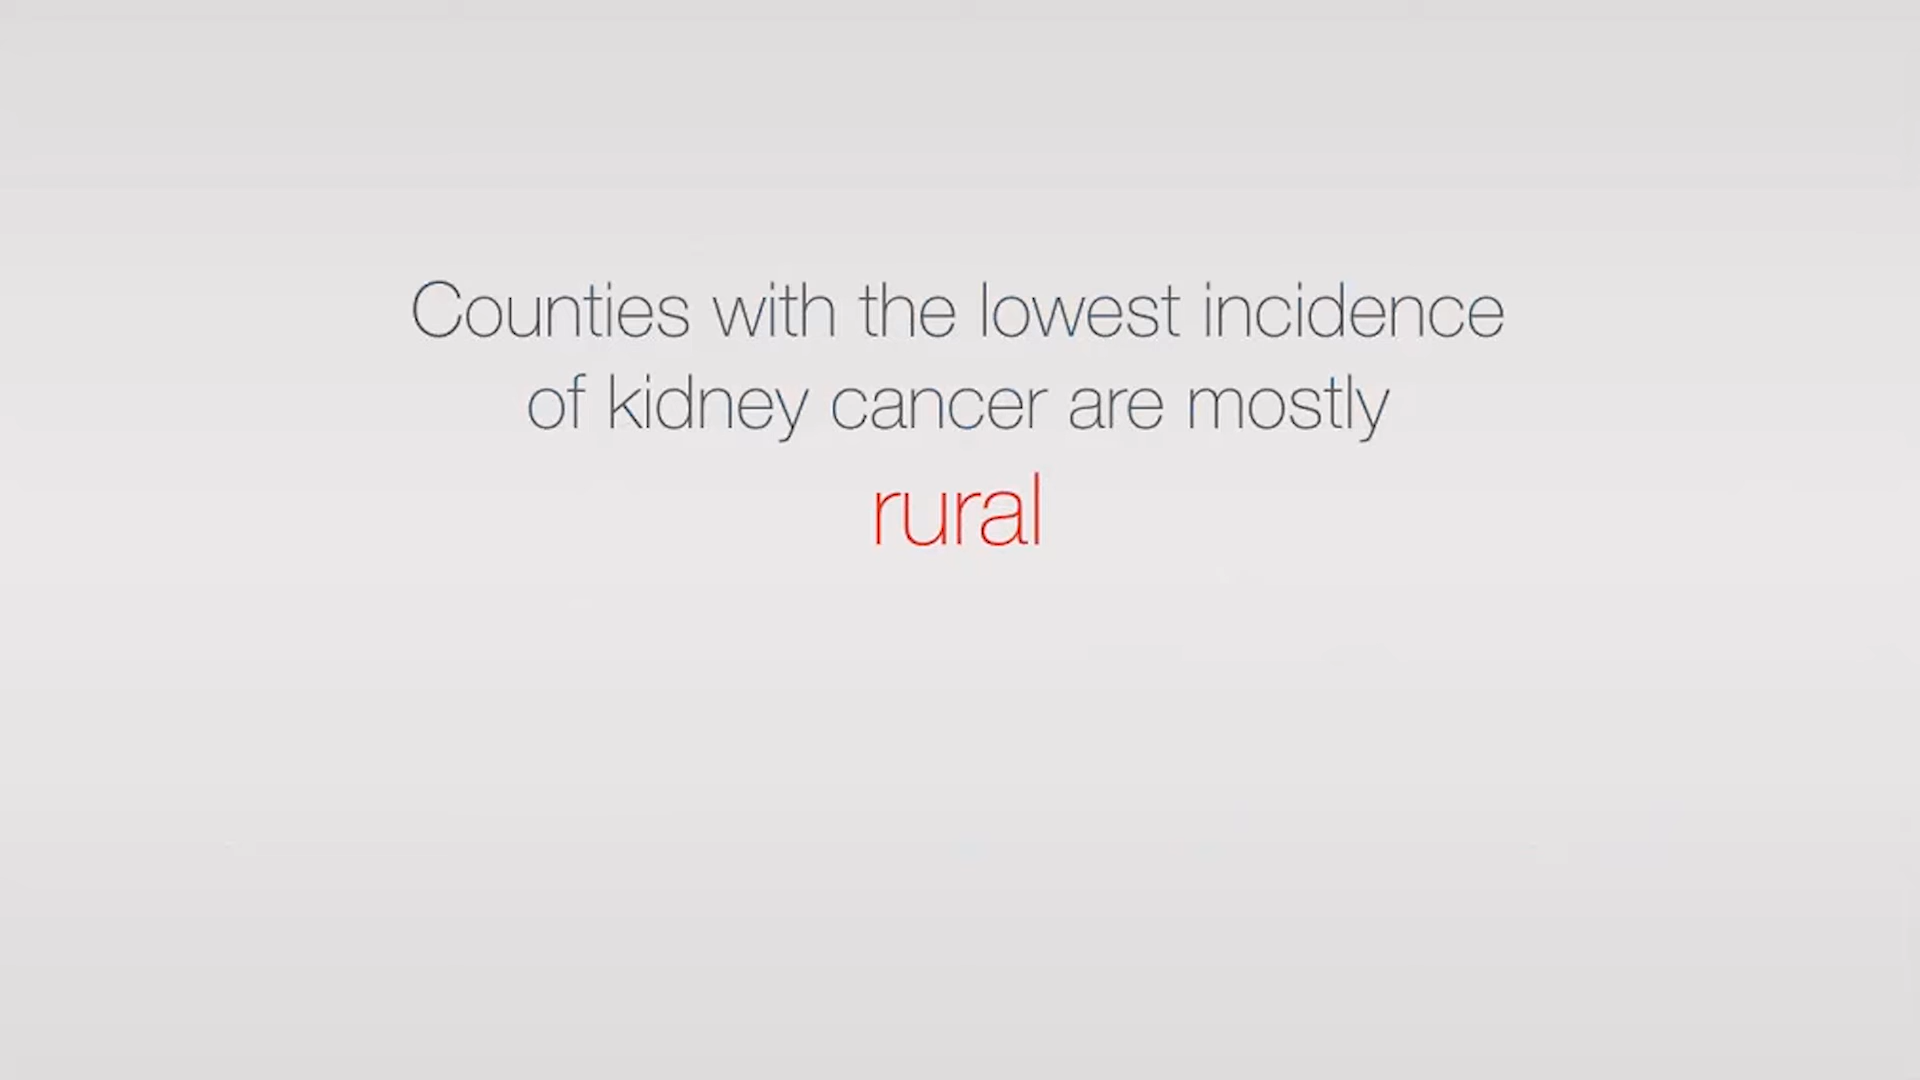 Counties with the lowest incidence
of kidney cancer are mostly
rural